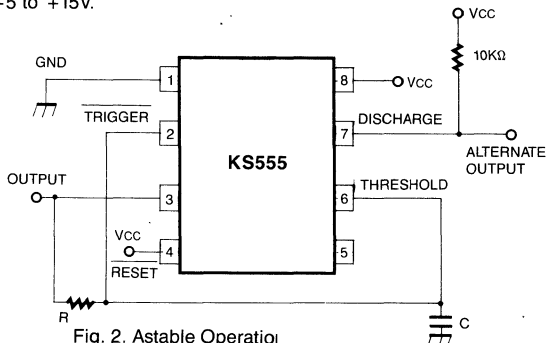 -5 to +15V.
VCC
10KΩ
GND
1
8
VCC
TRIGGER
2
7
DISCHARGE
KS555
ALTERNATE
OUTPUT
OUTPUT
3
6
THRESHOLD
VCC
4
5
RESET
R
C
Fig. 2. Astable Operation